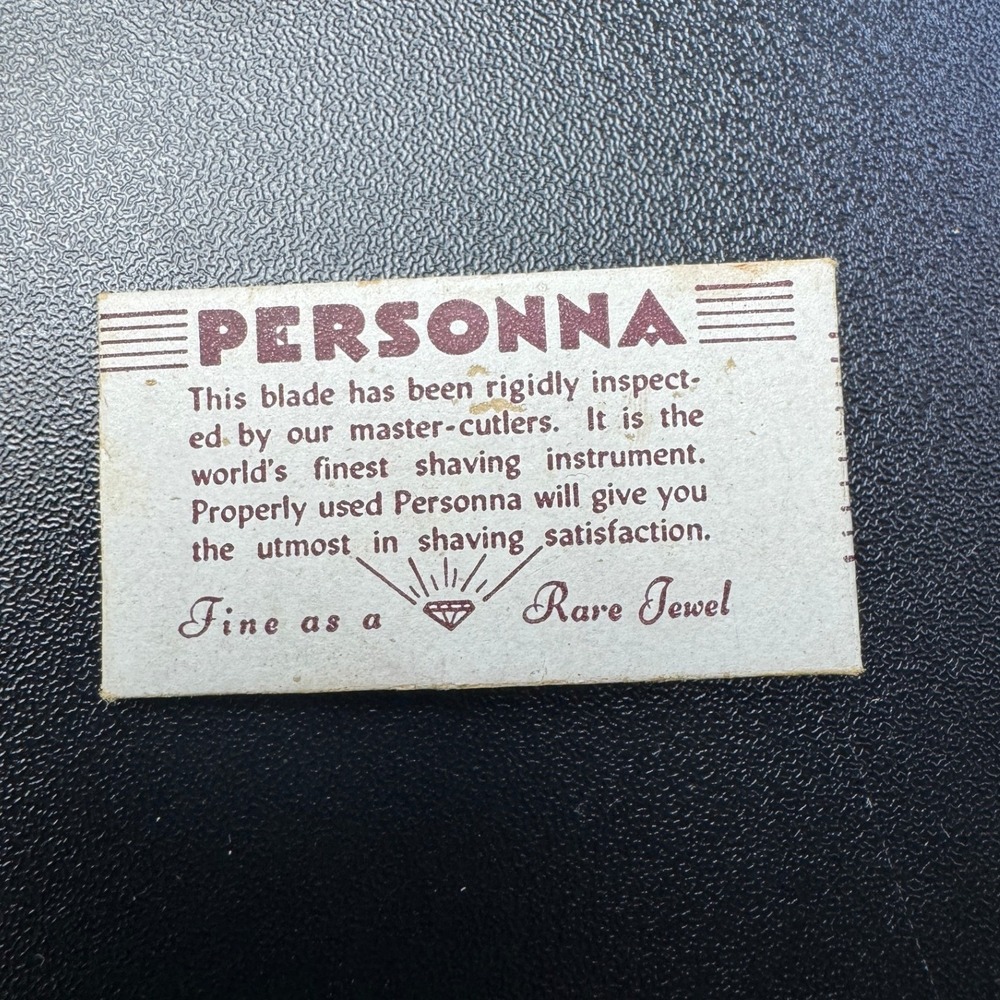 PERSONNA
This blade has been rigidly inspect-
ed by our master-cutlers. It is the
world's finest shaving instrument.
Properly used Personna will give you
the utmost in shaving satisfaction.
Fine as a Rare Jewel